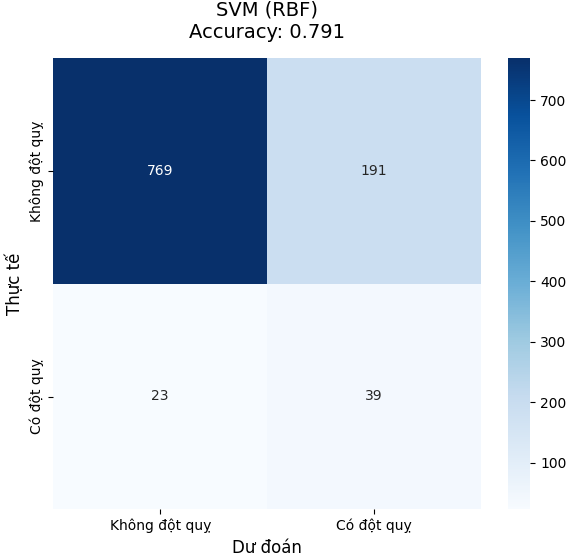 SVM (RBF)
Accuracy: 0.791
Thực tế
Không đột quỵ
Có đột quỵ
769
191
23
39
Không đột quỵ
Có đột quỵ
Dư đoán
700
600
500
400
300
200
100